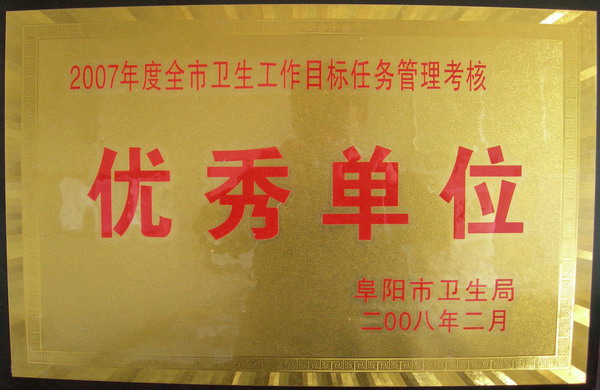 2007年度全市卫生工作目标任务管理考核
优秀单位
阜阳市卫生局
二00八年二月